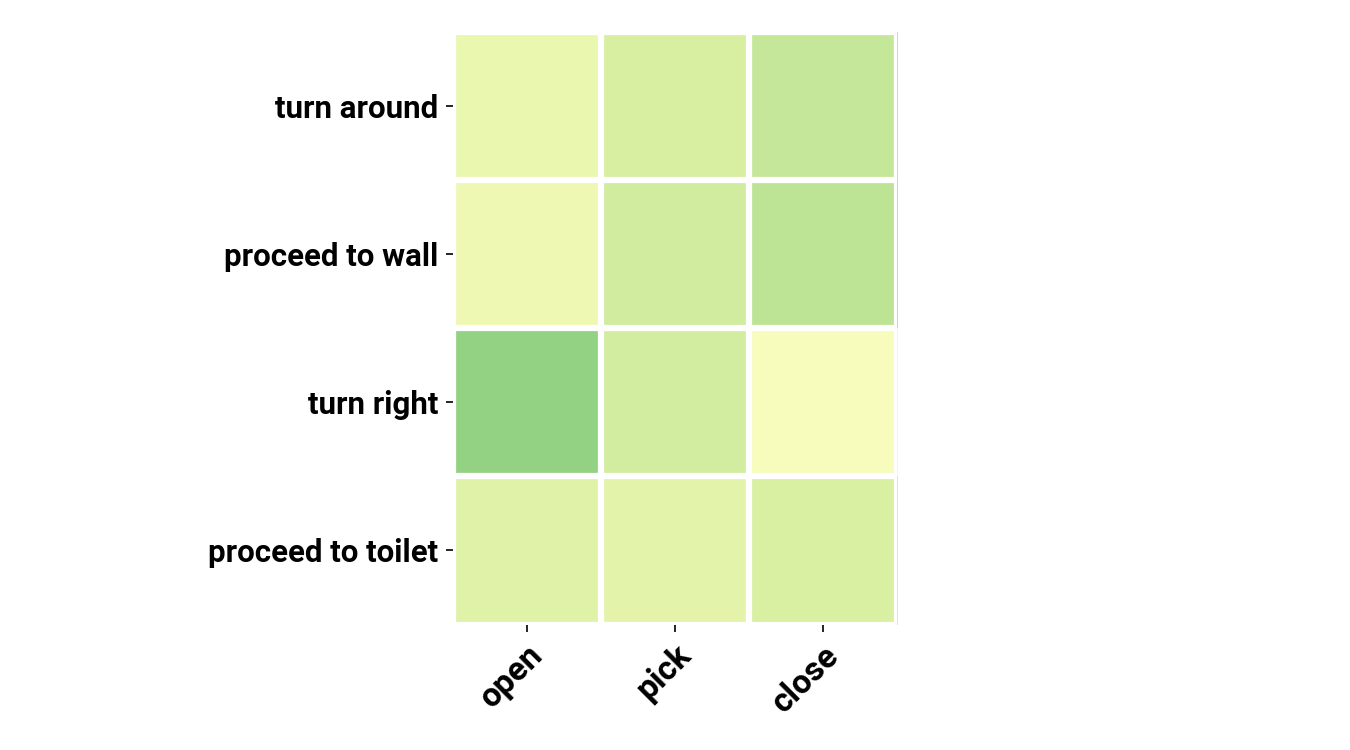 turn around
proceed to wall
turn right
proceed to toilet
open
pick
close